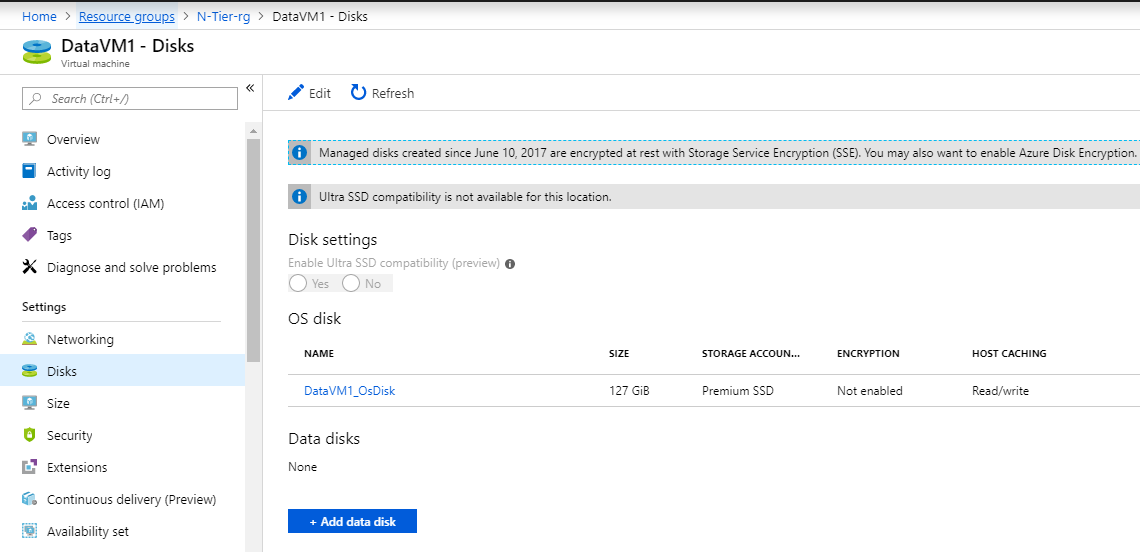 Home > Resource groups > N-Tier-rg > DataVM1 - Disks
DataVM1 - Disks
Virtual machine
Search (Ctrl+/)
«
Overview
Activity log
Access control (IAM)
Tags
Diagnose and solve problems
Settings
Networking
Disks
Size
Security
Extensions
Continuous delivery (Preview)
Availability set
Edit Refresh
Managed disks created since June 10, 2017 are encrypted at rest with Storage Service Encryption (SSE). You may also want to enable Azure Disk Encryption.
Ultra SSD compatibility is not available for this location.
Disk settings
Enable Ultra SSD compatibility (preview)
Yes No
OS disk
NAME SIZE STORAGE ACCOUN... ENCRYPTION HOST CACHING
DataVM1_OsDisk 127 GiB Premium SSD Not enabled Read/write
Data disks
None
+ Add data disk